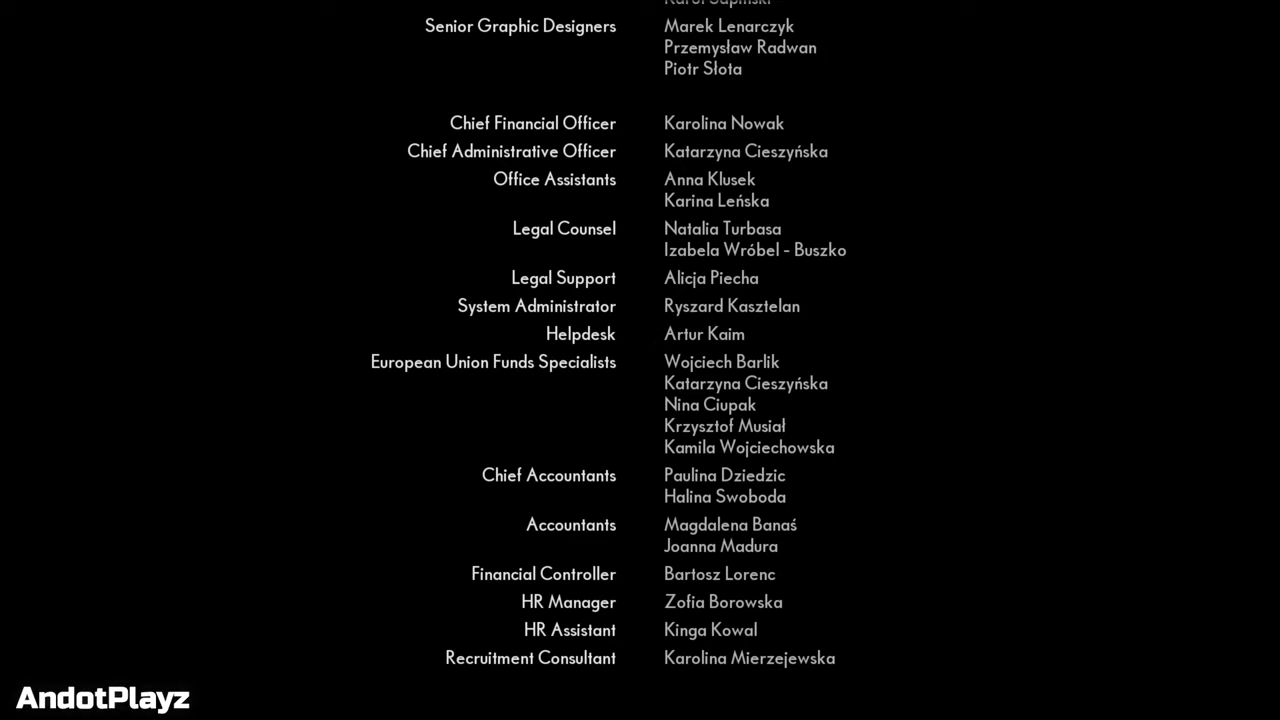 Senior Graphic Designers Marek Lenarczyk
Przemysław Radwan
Piotr Słota
Chief Financial Officer Karolina Nowak
Chief Administrative Officer Katarzyna Cieszyńska
Office Assistants Anna Klusek
Karina Leńska
Legal Counsel Natalia Turbasa
Izabela Wróbel - Buszko
Legal Support Alicja Piecha
System Administrator Ryszard Kasztelan
Helpdesk Artur Kaim
European Union Funds Specialists Wojciech Barlik
Katarzyna Cieszyńska
Nina Ciupak
Krzysztof Musiał
Kamila Wojciechowska
Chief Accountants Paulina Dziedzic
Halina Swoboda
Accountants Magdalena Banaś
Joanna Madura
Financial Controller Bartosz Lorenc
HR Manager Zofia Borowska
HR Assistant Kinga Kowal
Recruitment Consultant Karolina Mierzejewska
AndotPlayz